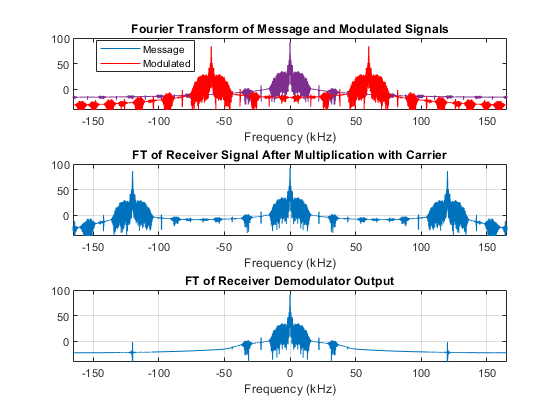 Fourier Transform of Message and Modulated Signals
100
50
0
Message
Modulated
-150 -100 -50 0 50 100 150
Frequency (kHz)
FT of Receiver Signal After Multiplication with Carrier
100
50
0
-150 -100 -50 0 50 100 150
Frequency (kHz)
FT of Receiver Demodulator Output
100
50
0
-150 -100 -50 0 50 100 150
Frequency (kHz)